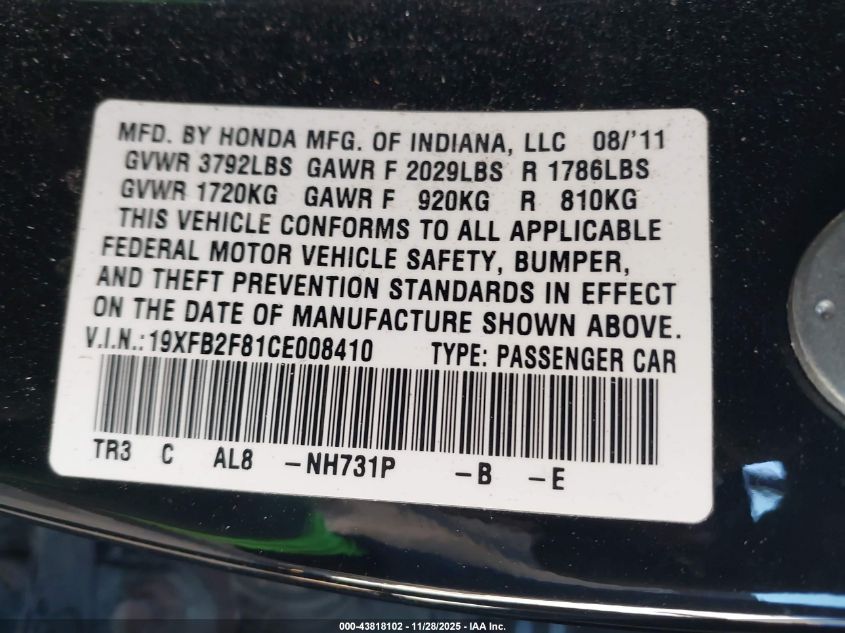 MFD. BY HONDA MFG. OF INDIANA, LLC 08/'11
GVWR 3792LBS GAWR F 2029LBS R 1786LBS
GVWR 1720KG GAWR F 920KG R 810KG
THIS VEHICLE CONFORMS TO ALL APPLICABLE
FEDERAL MOTOR VEHICLE SAFETY, BUMPER,
AND THEFT PREVENTION STANDARDS IN EFFECT
ON THE DATE OF MANUFACTURE SHOWN ABOVE.
V.I.N.:19XFB2F81CE008410 TYPE: PASSENGER CAR
TR3 C AL8 -NH731P -B -E
000-43818102 - 11/28/2025 - IAA Inc.